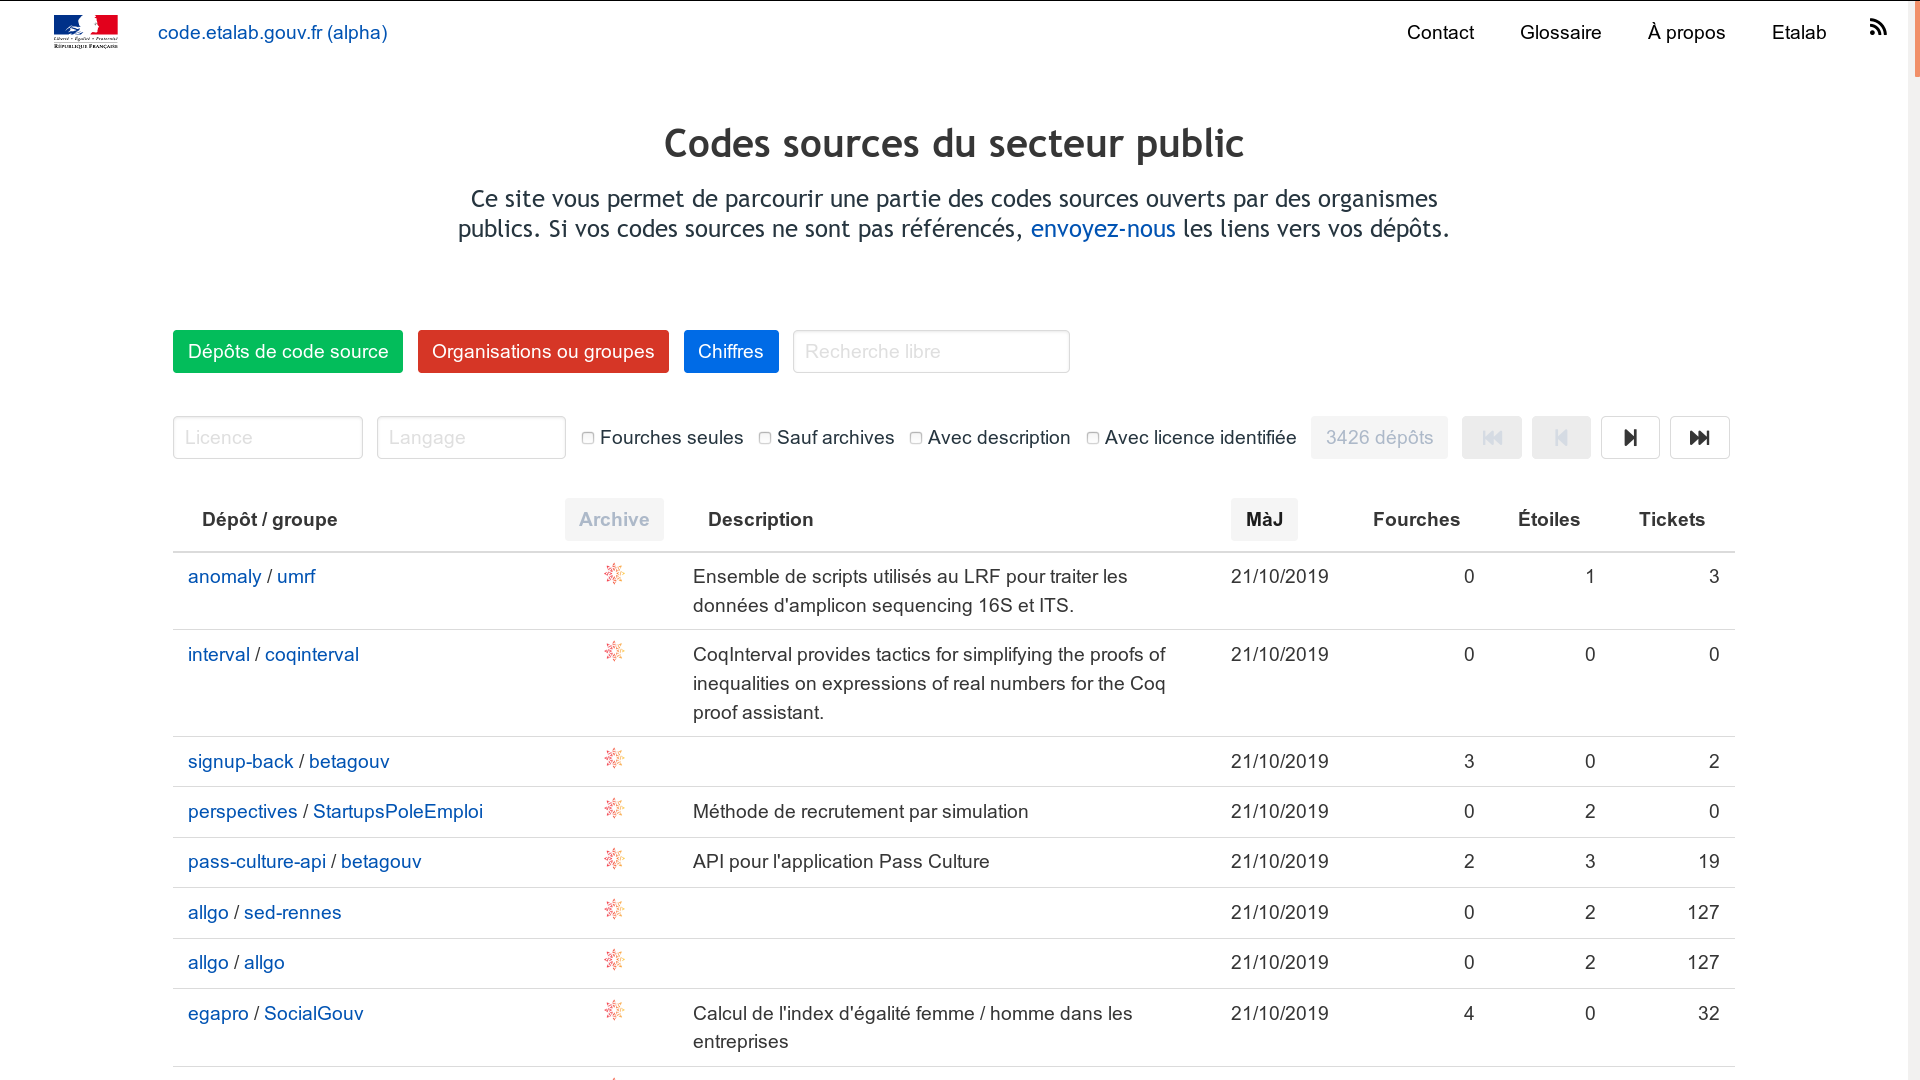 Liberté • Égalité • Fraternité
RÉPUBLIQUE FRANÇAISE
code.etalab.gouv.fr (alpha)
Contact
Glossaire
À propos
Etalab
Codes sources du secteur public
Ce site vous permet de parcourir une partie des codes sources ouverts par des organismes
publics. Si vos codes sources ne sont pas référencés, envoyez-nous les liens vers vos dépôts.
Dépôts de code source
Organisations ou groupes
Chiffres
Recherche libre
Licence
Langage
Fourches seules
Sauf archives
Avec description
Avec licence identifiée
3426 dépôts
Dépôt / groupe Archive Description MàJ Fourches Étoiles Tickets
anomaly / umrf Ensemble de scripts utilisés au LRF pour traiter les 21/10/2019 0 1 3
données d'amplicon sequencing 16S et ITS.
interval / coqinterval CoqInterval provides tactics for simplifying the proofs of 21/10/2019 0 0 0
inequalities on expressions of real numbers for the Coq
proof assistant.
signup-back / betagouv 21/10/2019 3 0 2
perspectives / StartupsPoleEmploi Méthode de recrutement par simulation 21/10/2019 0 2 0
pass-culture-api / betagouv API pour l'application Pass Culture 21/10/2019 2 3 19
allgo / sed-rennes 21/10/2019 0 2 127
allgo / allgo 21/10/2019 0 2 127
egapro / SocialGouv Calcul de l'index d'égalité femme / homme dans les 21/10/2019 4 0 32
entreprises